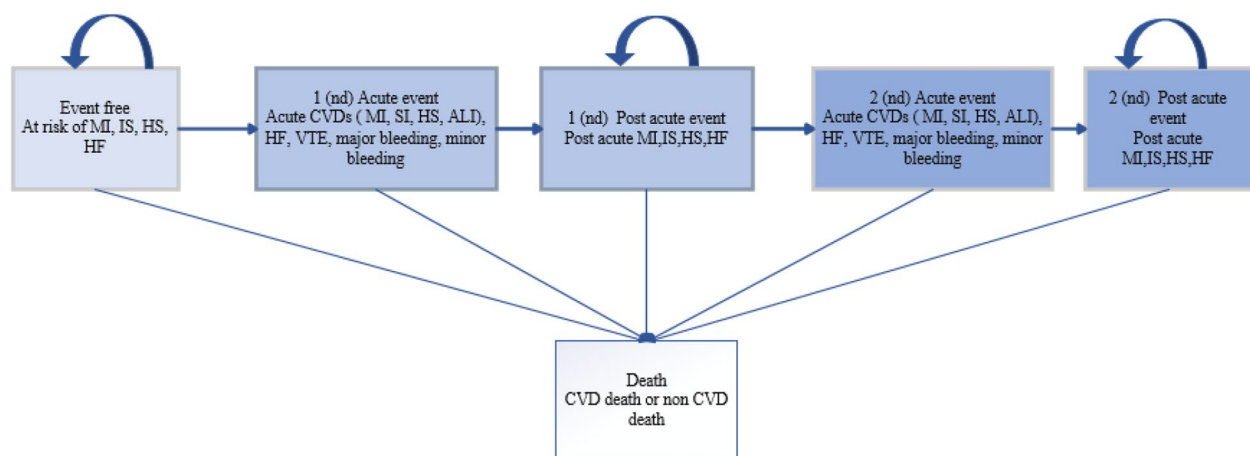 Event free
At risk of MI, IS, HS,
HF
1 (nd) Acute event
Acute CVDs ( MI, SI, HS, ALI),
HF, VTE, major bleeding, minor
bleeding
1 (nd) Post acute event
Post acute MI,IS,HS,HF
2 (nd) Acute event
Acute CVDs ( MI, SI, HS, ALI),
HF, VTE, major bleeding, minor
bleeding
2 (nd) Post acute
event
Post acute
MI,IS,HS,HF
Death
CVD death or non CVD
death